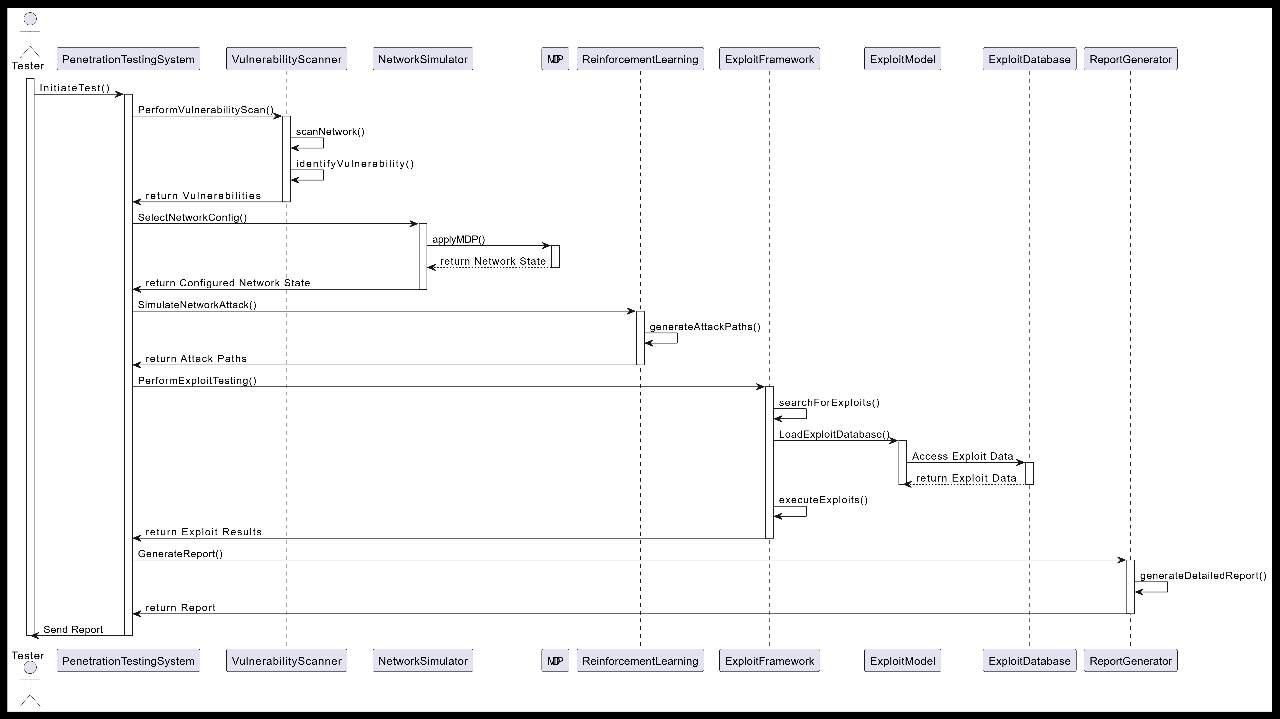 Tester
PenetrationTestingSystem VulnerabilityScanner NetworkSimulator MDP ReinforcementLearning ExploitFramework ExploitModel ExploitDatabase ReportGenerator
InitiateTest()
PerformVulnerabilityScan()
scanNetwork()
identifyVulnerability()
return Vulnerabilities
SelectNetworkConfig()
applyMDP()
return Network State
return Configured Network State
SimulateNetworkAttack()
generateAttackPaths()
return Attack Paths
PerformExploitTesting()
searchForExploits()
LoadExploitDatabase()
Access Exploit Data
return Exploit Data
executeExploits()
return Exploit Results
GenerateReport()
generateDetailedReport()
return Report
Send Report
Tester
PenetrationTestingSystem VulnerabilityScanner NetworkSimulator MDP ReinforcementLearning ExploitFramework ExploitModel ExploitDatabase ReportGenerator